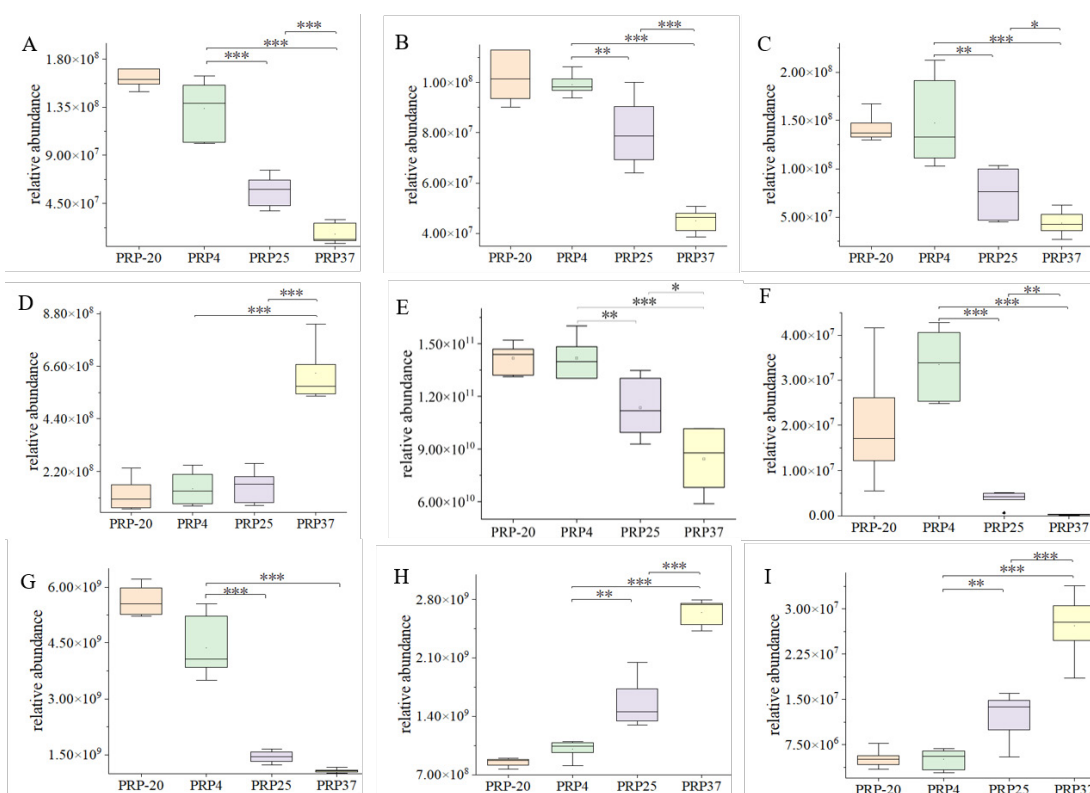 A
relative abundance
1.80×10⁸
1.35×10⁸
9.00×10⁷
4.50×10⁷
***
***
***
PRP-20 PRP4 PRP25 PRP37
B
relative abundance
1.00×10⁸
8.00×10⁷
6.00×10⁷
4.00×10⁷
***
***
**
PRP-20 PRP4 PRP25 PRP37
C
relative abundance
2.00×10⁸
1.50×10⁸
1.00×10⁸
5.00×10⁷
*
***
**
PRP-20 PRP4 PRP25 PRP37
D
relative abundance
8.80×10⁸
6.60×10⁸
4.40×10⁸
2.20×10⁸
***
***
PRP-20 PRP4 PRP25 PRP37
E
relative abundance
1.50×10¹¹
1.20×10¹¹
9.00×10¹⁰
6.00×10¹⁰
*
***
**
PRP-20 PRP4 PRP25 PRP37
F
relative abundance
4.00×10⁷
3.00×10⁷
2.00×10⁷
1.00×10⁷
0.00
**
***
***
PRP-20 PRP4 PRP25 PRP37
G
relative abundance
6.00×10⁹
4.50×10⁹
3.00×10⁹
1.50×10⁹
***
***
PRP-20 PRP4 PRP25 PRP37
H
relative abundance
2.80×10⁹
2.10×10⁹
1.40×10⁹
7.00×10⁸
***
***
**
PRP-20 PRP4 PRP25 PRP37
I
relative abundance
3.00×10⁷
2.25×10⁷
1.50×10⁷
7.50×10⁶
***
***
**
PRP-20 PRP4 PRP25 PRP37